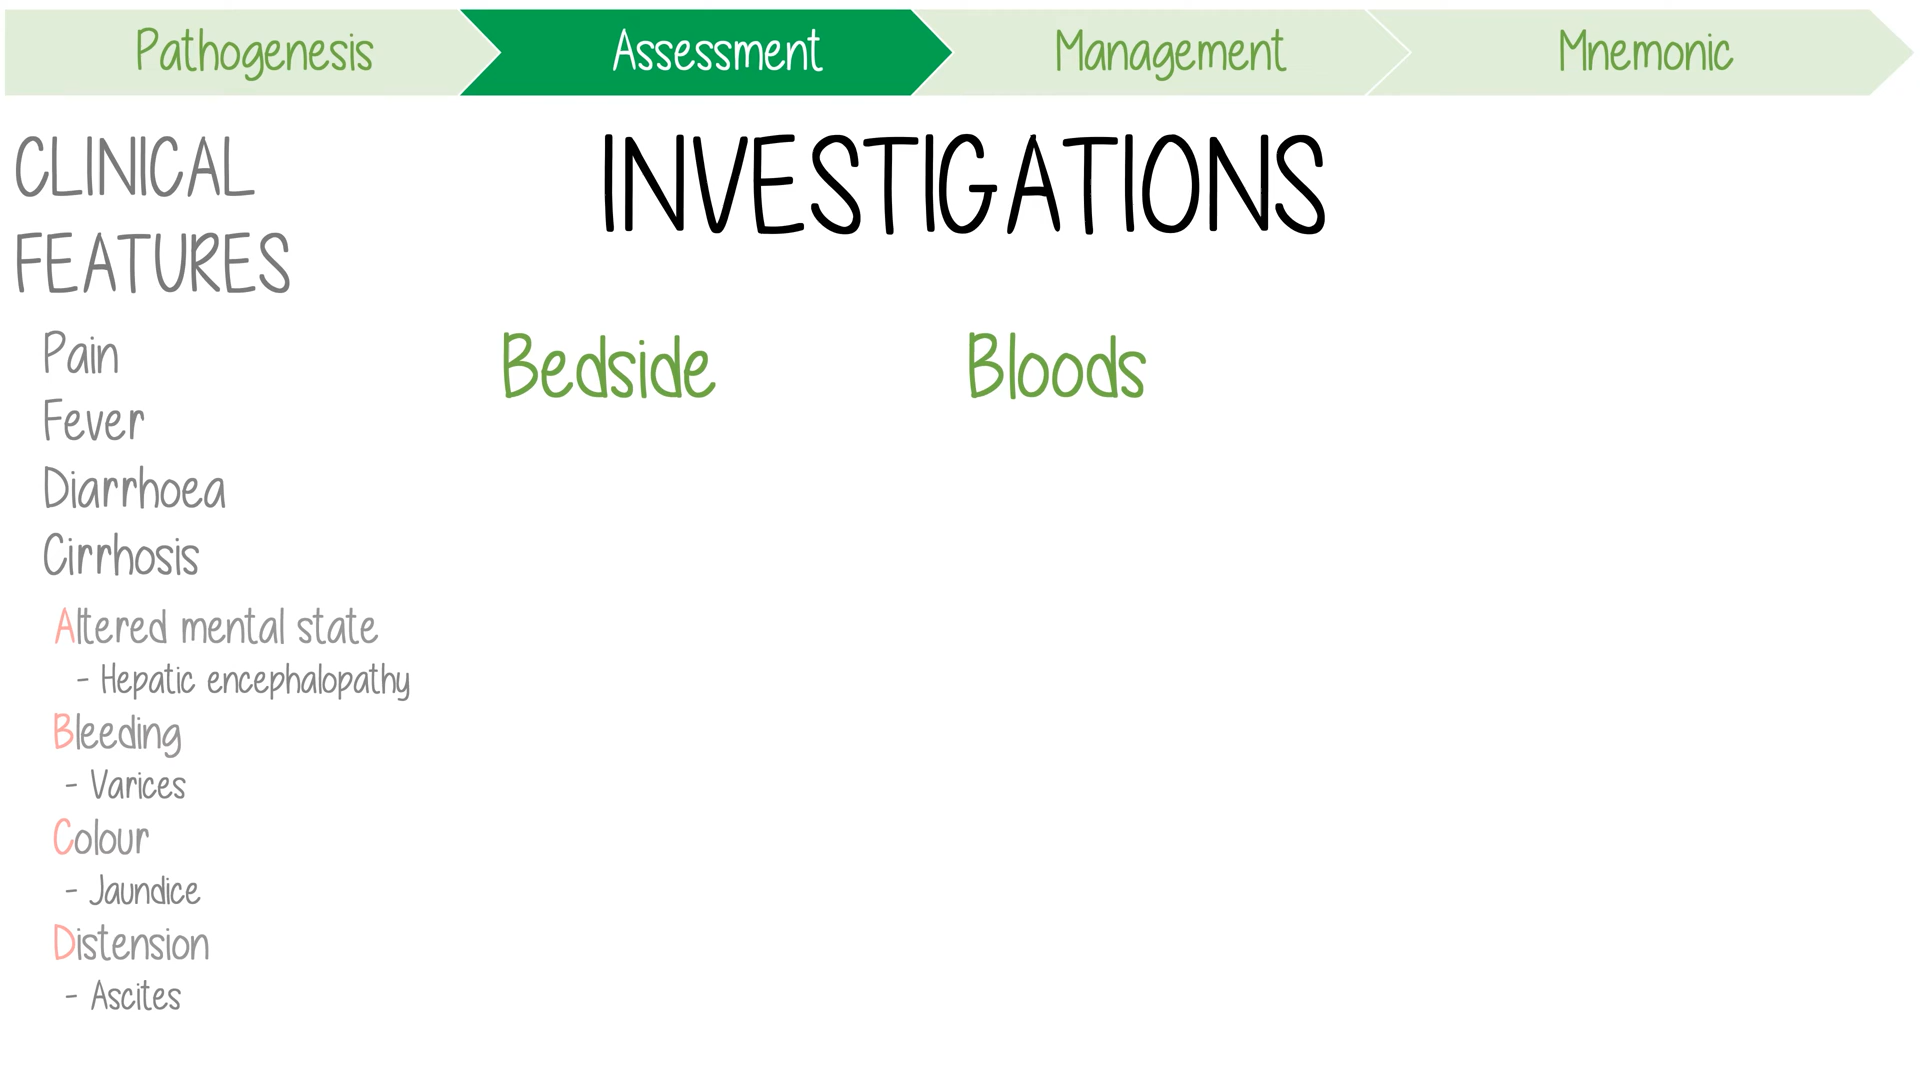 Pathogenesis
Assessment
Management
Mnemonic
CLINICAL
FEATURES
Pain
Fever
Diarrhoea
Cirrhosis
Altered mental state
- Hepatic encephalopathy
Bleeding
- Varices
Colour
- Jaundice
Distension
- Ascites
INVESTIGATIONS
Bedside
Bloods